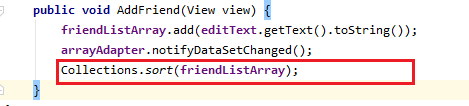 public void AddFriend(View view) {
friendListArray.add(editText.getText().toString());
arrayAdapter.notifyDataSetChanged();
Collections.sort(friendListArray);
}